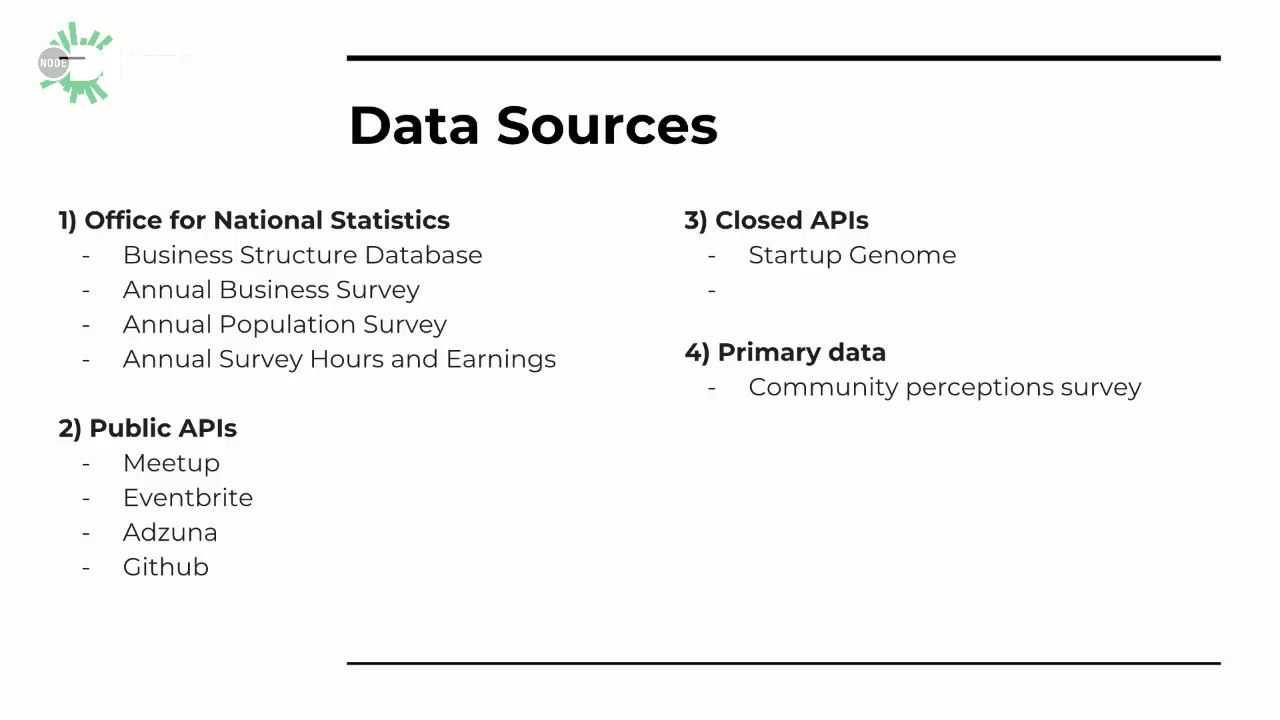 NODE
Data Sources
1) Office for National Statistics
- Business Structure Database
- Annual Business Survey
- Annual Population Survey
- Annual Survey Hours and Earnings
2) Public APIs
- Meetup
- Eventbrite
- Adzuna
- Github
3) Closed APIs
- Startup Genome
-
4) Primary data
- Community perceptions survey